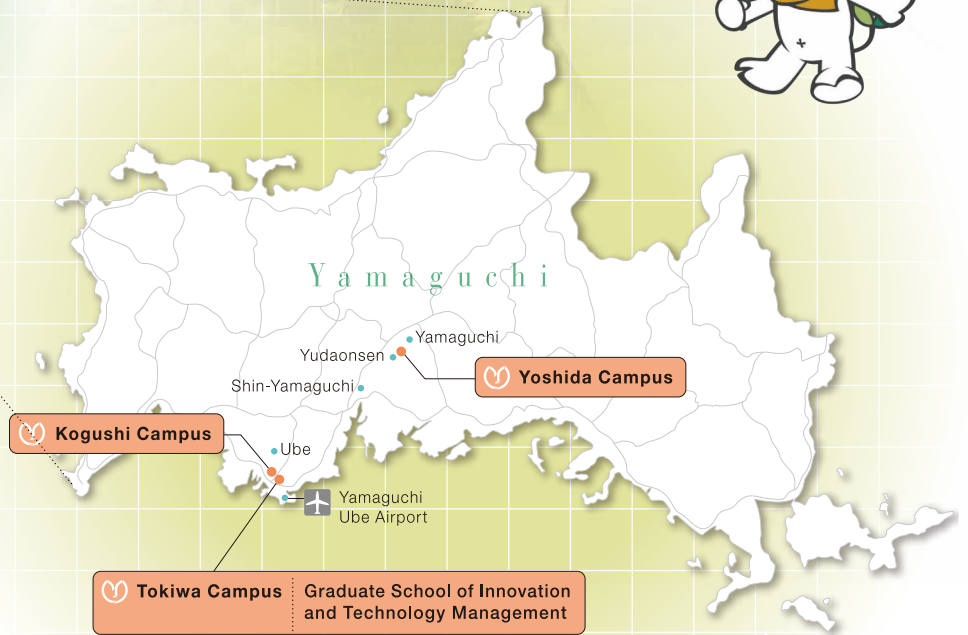 Yamaguchi
Yamaguchi
Yudaonsen
Yoshida Campus
Shin-Yamaguchi
Kogushi Campus
Ube
Yamaguchi
Ube Airport
Tokiwa Campus
Graduate School of Innovation
and Technology Management